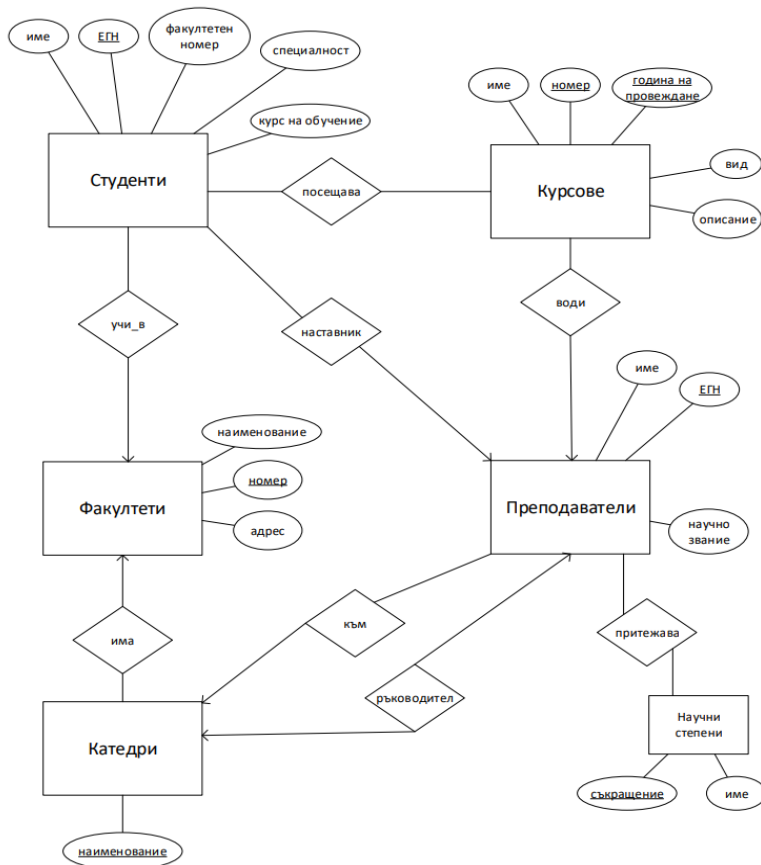 факултетен
номер
име
ЕГН
специалност
курс на обучение
Студенти
име
номер
година на
провеждане
вид
описание
Курсове
посещава
учи_в
наставник
води
име
ЕГН
научно
звание
Преподаватели
наименование
номер
адрес
Факултети
има
към
ръководител
притежава
Катедри
наименование
Научни
степени
съкращение
име